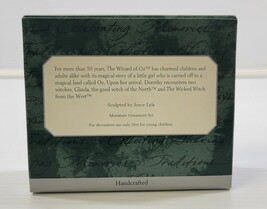 For more than 50 years, The Wizard of Oz™ has charmed children and
adults alike with its magical story of a little girl who is carried off to a
magical land called Oz. Upon her arrival, Dorothy encounters two
witches, Glinda, the good witch of the North™ and The Wicked Witch
from the West™.
Sculpted by Joyce Lyle
Miniature Ornament Set
For decorative use only. Not for young children.
Handcrafted